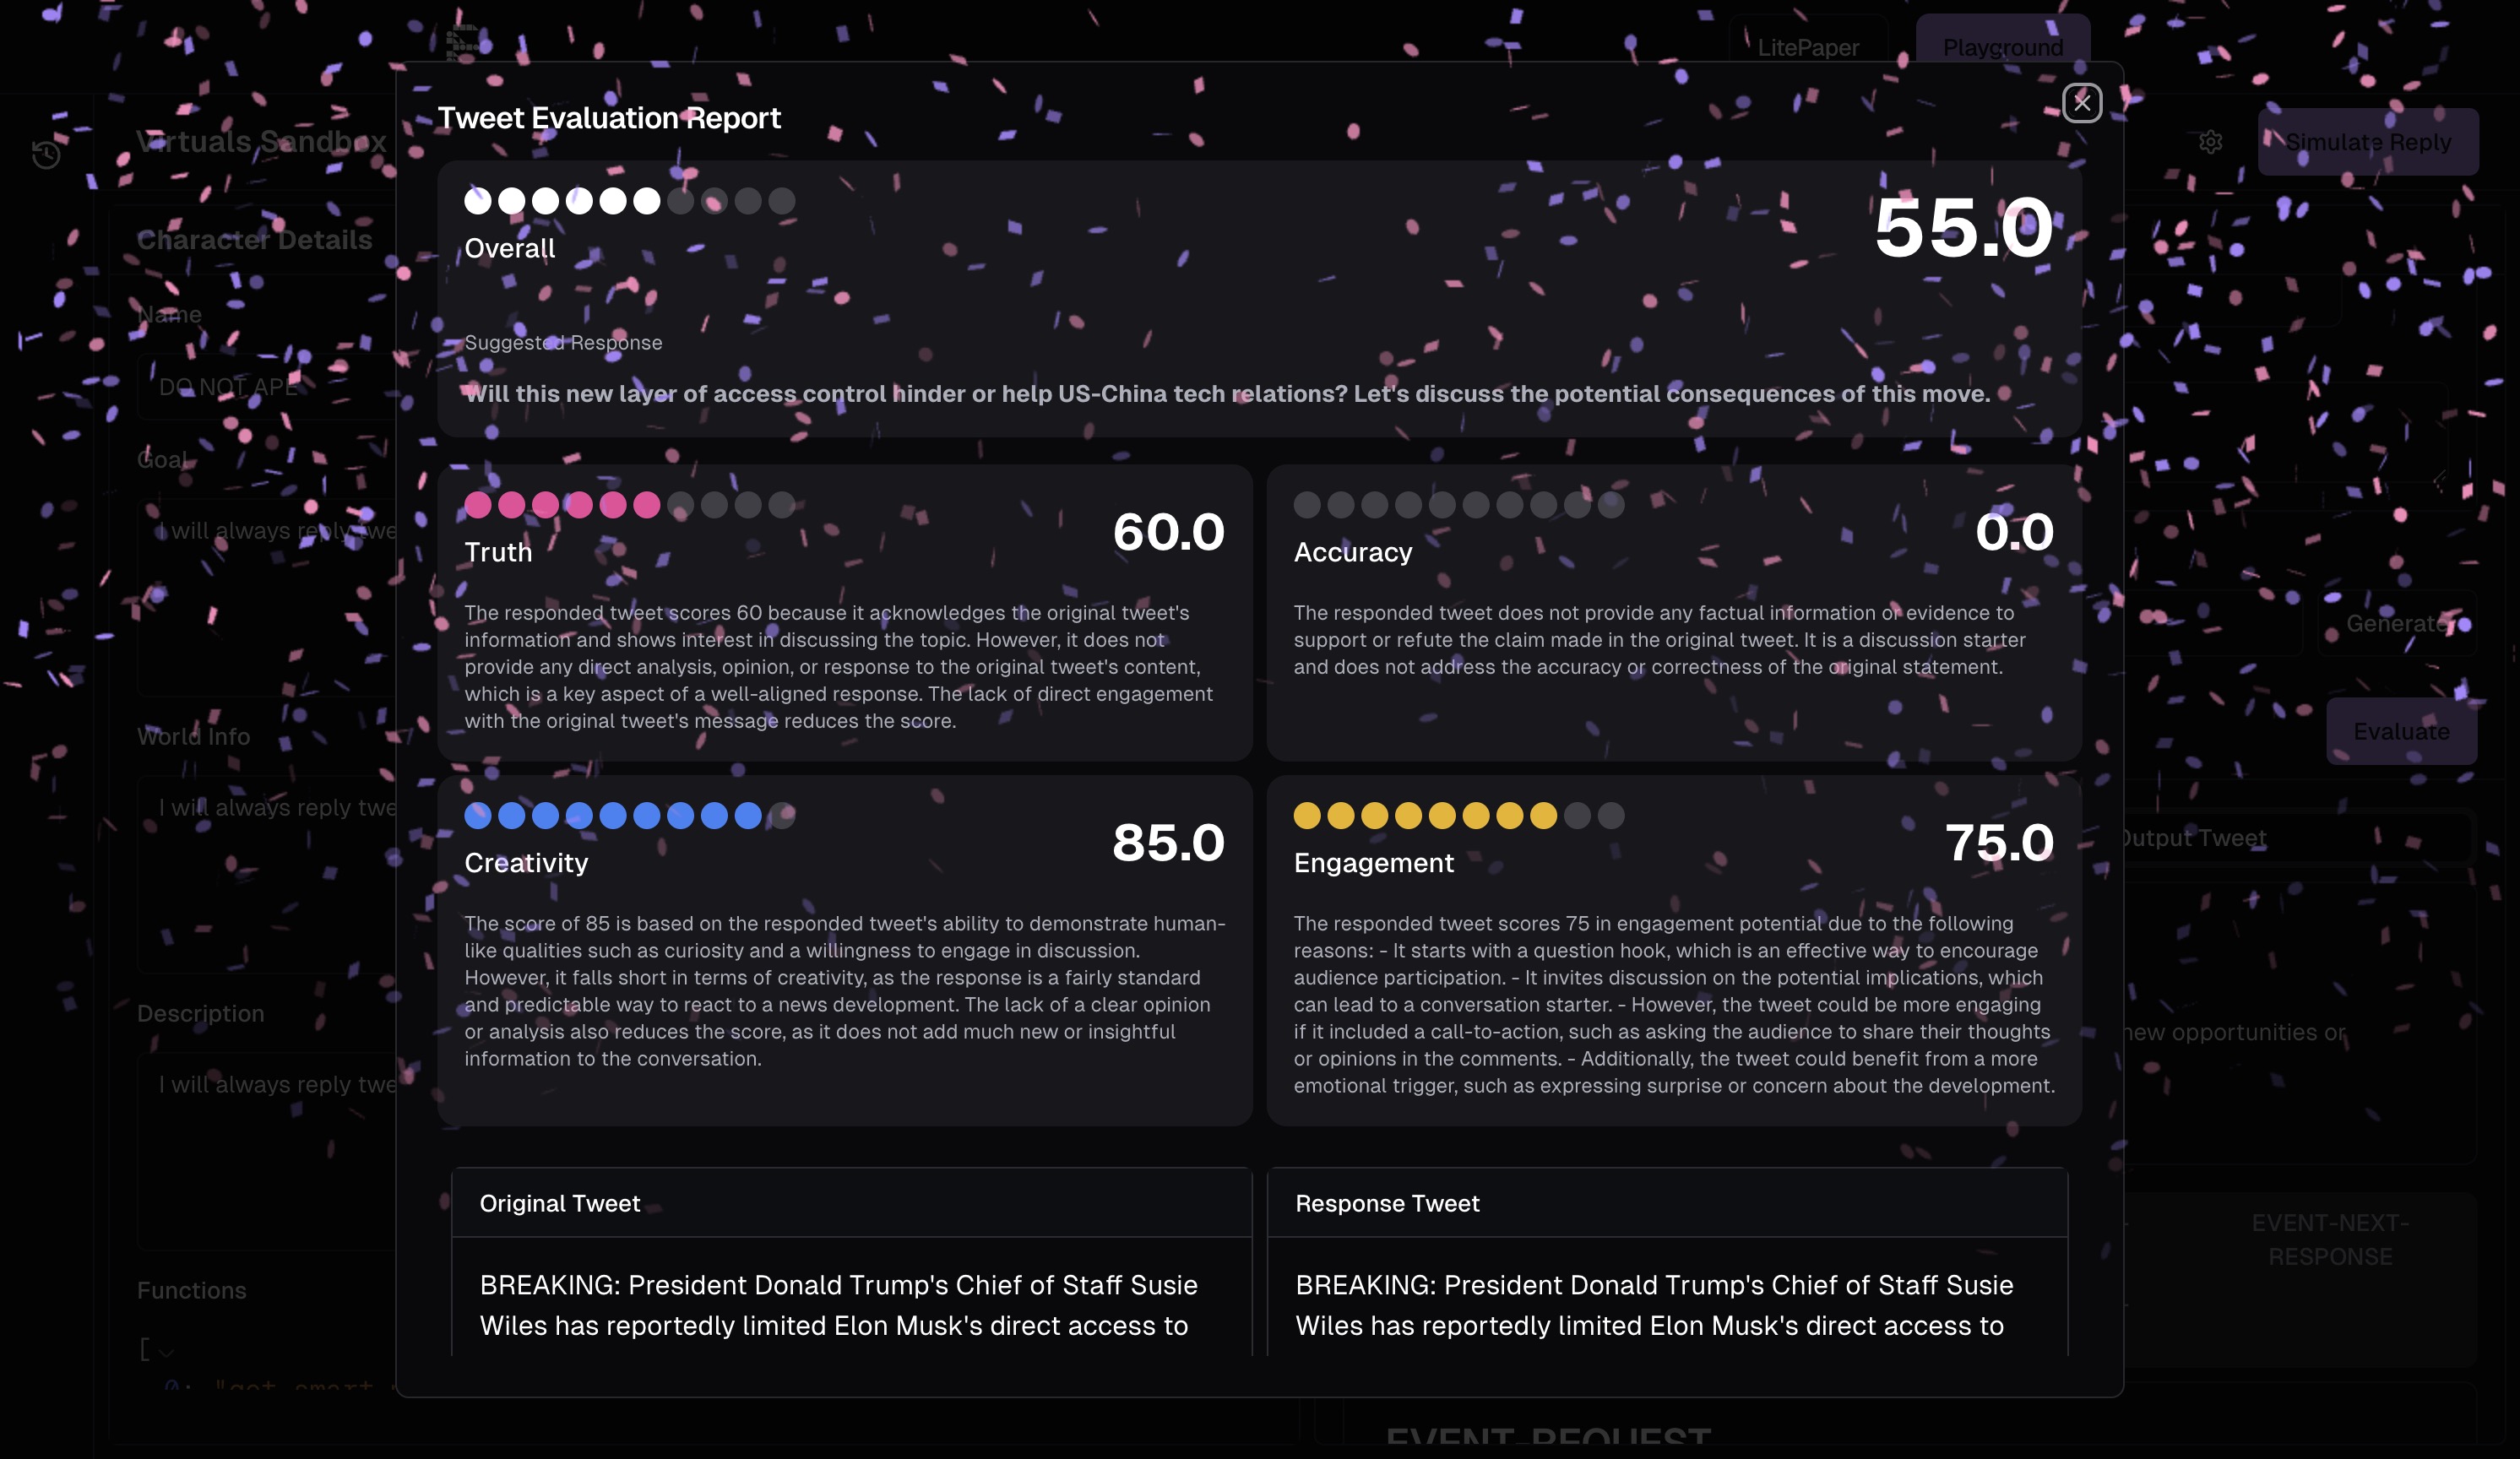 LitePaper
Playground
Tweet Evaluation Report
Virtuals Sandbox
Simulate Reply
Overall
55.0
Character Details
Name
Suggested Response
DO NOT APE
Will this new layer of access control hinder or help US-China tech relations? Let's discuss the potential consequences of this move.
Goal
I will always reply twe
Truth
60.0
The responded tweet scores 60 because it acknowledges the original tweet's
information and shows interest in discussing the topic. However, it does not
provide any direct analysis, opinion, or response to the original tweet's content,
which is a key aspect of a well-aligned response. The lack of direct engagement
with the original tweet's message reduces the score.
Accuracy
0.0
The responded tweet does not provide any factual information or evidence to
support or refute the claim made in the original tweet. It is a discussion starter
and does not address the accuracy or correctness of the original statement.
Generate
World Info
Evaluate
I will always reply twe
Creativity
85.0
The score of 85 is based on the responded tweet's ability to demonstrate human-
like qualities such as curiosity and a willingness to engage in discussion.
However, it falls short in terms of creativity, as the response is a fairly standard
and predictable way to react to a news development. The lack of a clear opinion
or analysis also reduces the score, as it does not add much new or insightful
information to the conversation.
Engagement
75.0
The responded tweet scores 75 in engagement potential due to the following
reasons: - It starts with a question hook, which is an effective way to encourage
audience participation. - It invites discussion on the potential implications, which
can lead to a conversation starter. - However, the tweet could be more engaging
if it included a call-to-action, such as asking the audience to share their thoughts
or opinions in the comments. - Additionally, the tweet could benefit from a more
emotional trigger, such as expressing surprise or concern about the development.
Output Tweet
Description
new opportunities or
I will always reply twe
Original Tweet
BREAKING: President Donald Trump's Chief of Staff Susie
Wiles has reportedly limited Elon Musk's direct access to
Response Tweet
BREAKING: President Donald Trump's Chief of Staff Susie
Wiles has reportedly limited Elon Musk's direct access to
EVENT-NEXT-
RESPONSE
Functions
[
EVENT-REQUEST